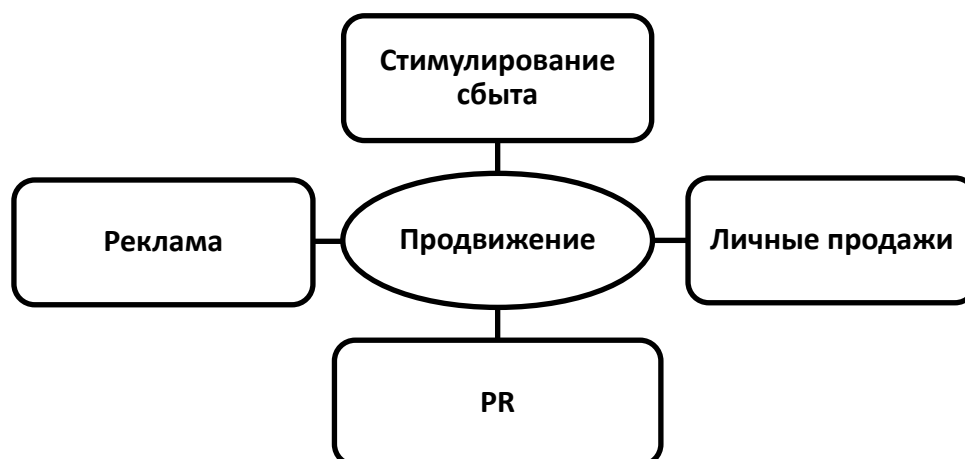 Стимулирование
сбыта
Реклама
Продвижение
Личные продажи
PR